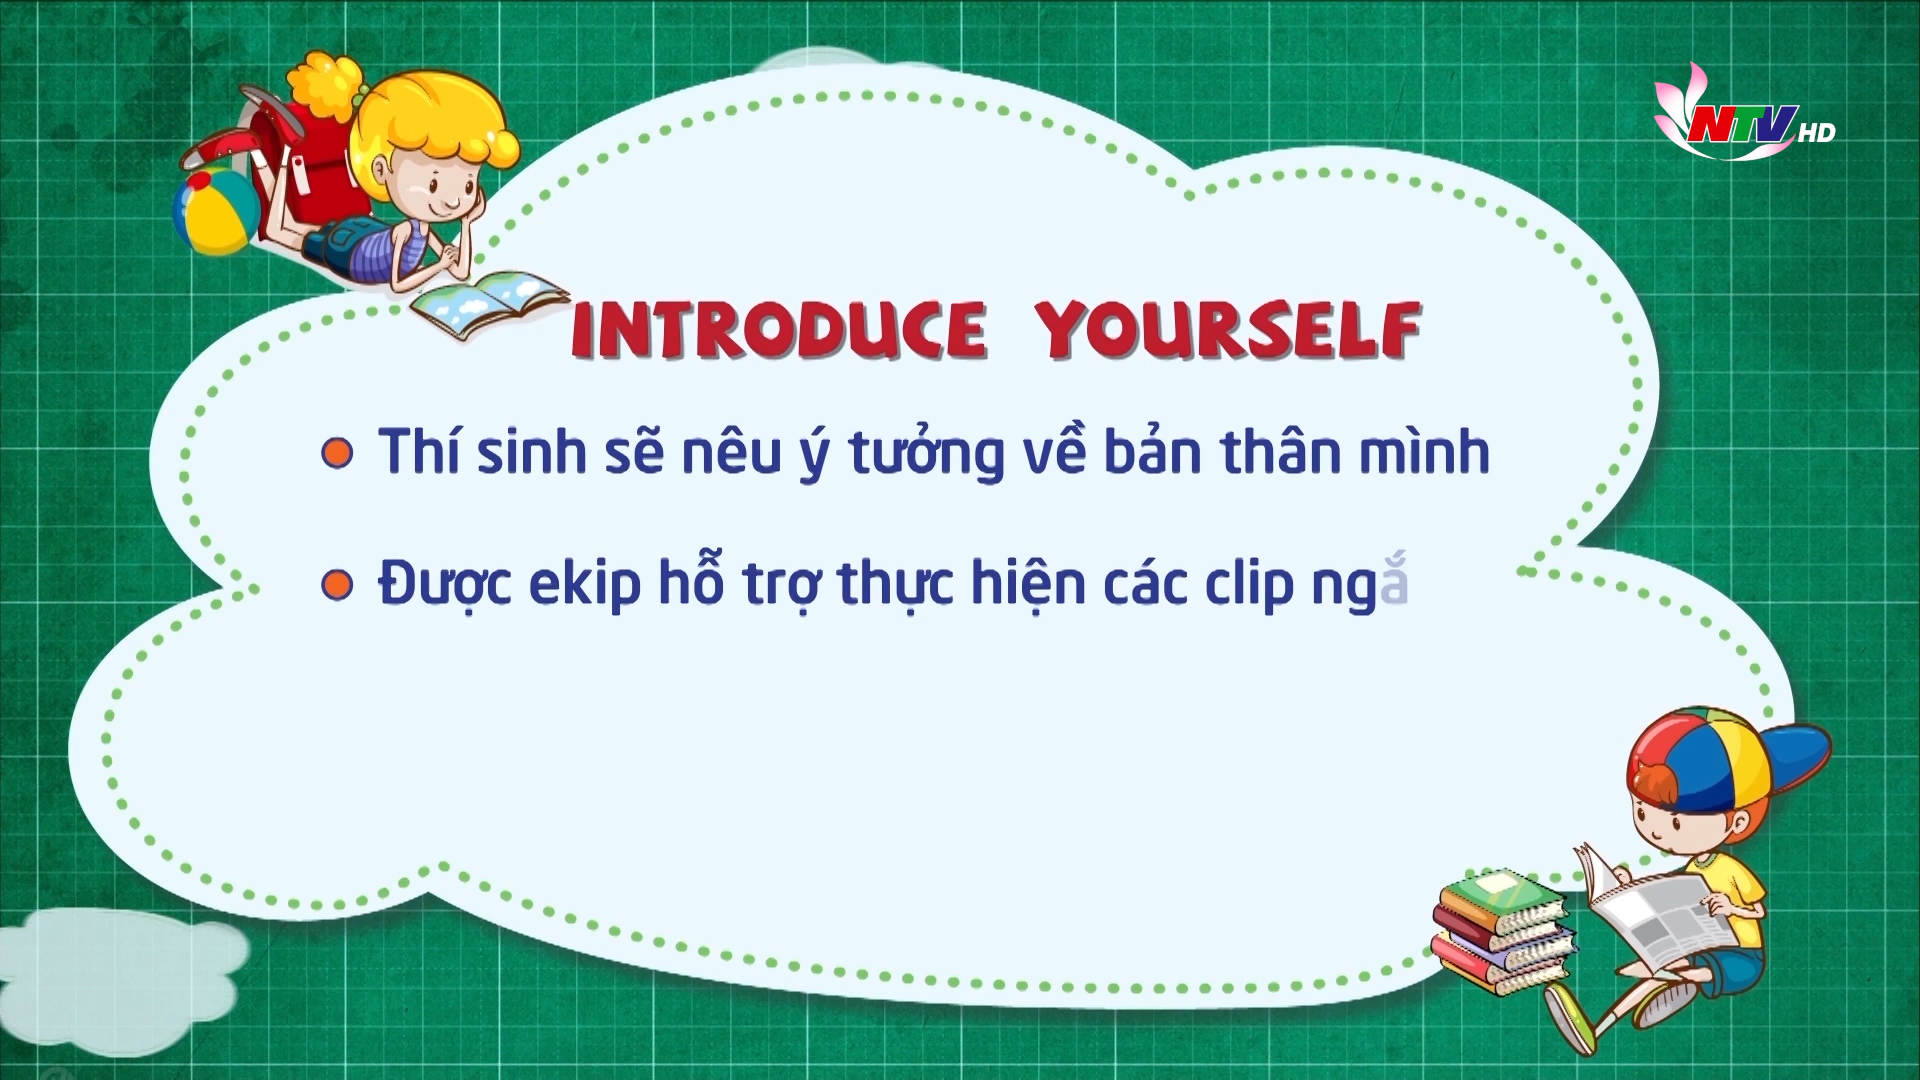 NTV HD
INTRODUCE YOURSELF
Thí sinh sẽ nêu ý tưởng về bản thân mình
Được ekip hỗ trợ thực hiện các clip ngắ